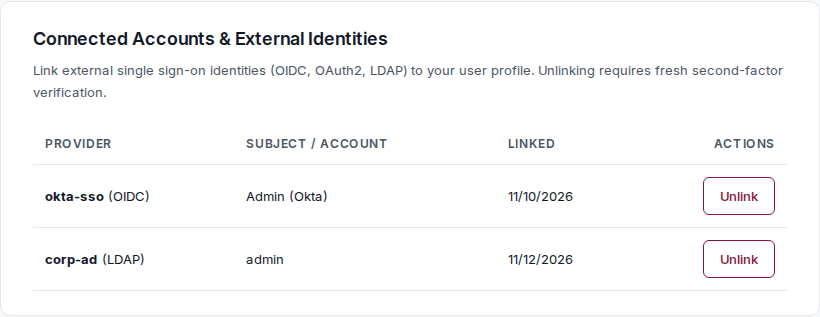 Connected Accounts & External Identities
Link external single sign-on identities (OIDC, OAuth2, LDAP) to your user profile. Unlinking requires fresh second-factor
verification.
PROVIDER SUBJECT / ACCOUNT LINKED ACTIONS
okta-sso (OIDC) Admin (Okta) 11/10/2026 Unlink
corp-ad (LDAP) admin 11/12/2026 Unlink